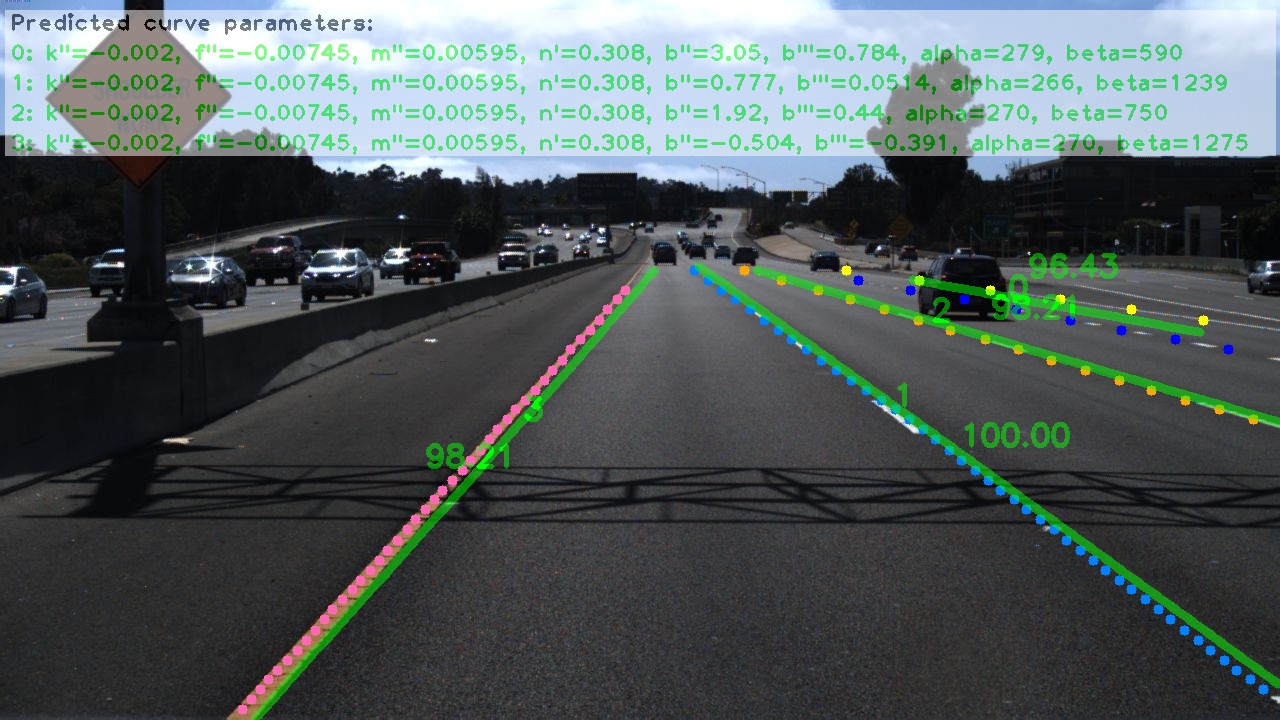 Predicted curve parameters:
0: k''=-0.002, f''=-0.00745, m''=0.00595, n'=0.308, b''=3.05, b'''=0.784, alpha=279, beta=590
1: k''=-0.002, f''=-0.00745, m''=0.00595, n'=0.308, b''=0.777, b'''=0.0514, alpha=266, beta=1239
2: k''=-0.002, f''=-0.00745, m''=0.00595, n'=0.308, b''=1.92, b'''=0.44, alpha=270, beta=750
3: k''=-0.002, f''=-0.00745, m''=0.00595, n'=0.308, b''=-0.504, b'''=-0.391, alpha=270, beta=1275
96.43
0
2
98.21
1
3
100.00
98.21